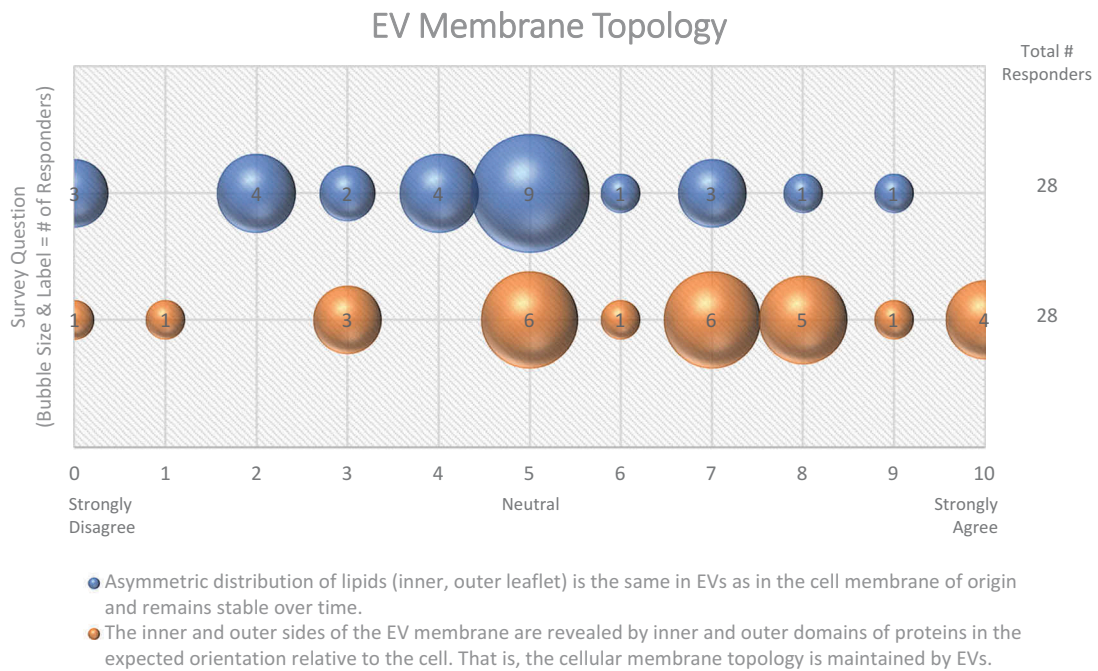 EV Membrane Topology
Total #
Responders
Survey Question
(Bubble Size & Label = # of Responders)
3 4 2 4 9 1 3 1 1
28
1 1 3 6 1 6 5 1 4
28
0 1 2 3 4 5 6 7 8 9 10
Strongly
Disagree
Neutral
Strongly
Agree
Asymmetric distribution of lipids (inner, outer leaflet) is the same in EVs as in the cell membrane of origin
and remains stable over time.
The inner and outer sides of the EV membrane are revealed by inner and outer domains of proteins in the
expected orientation relative to the cell. That is, the cellular membrane topology is maintained by EVs.